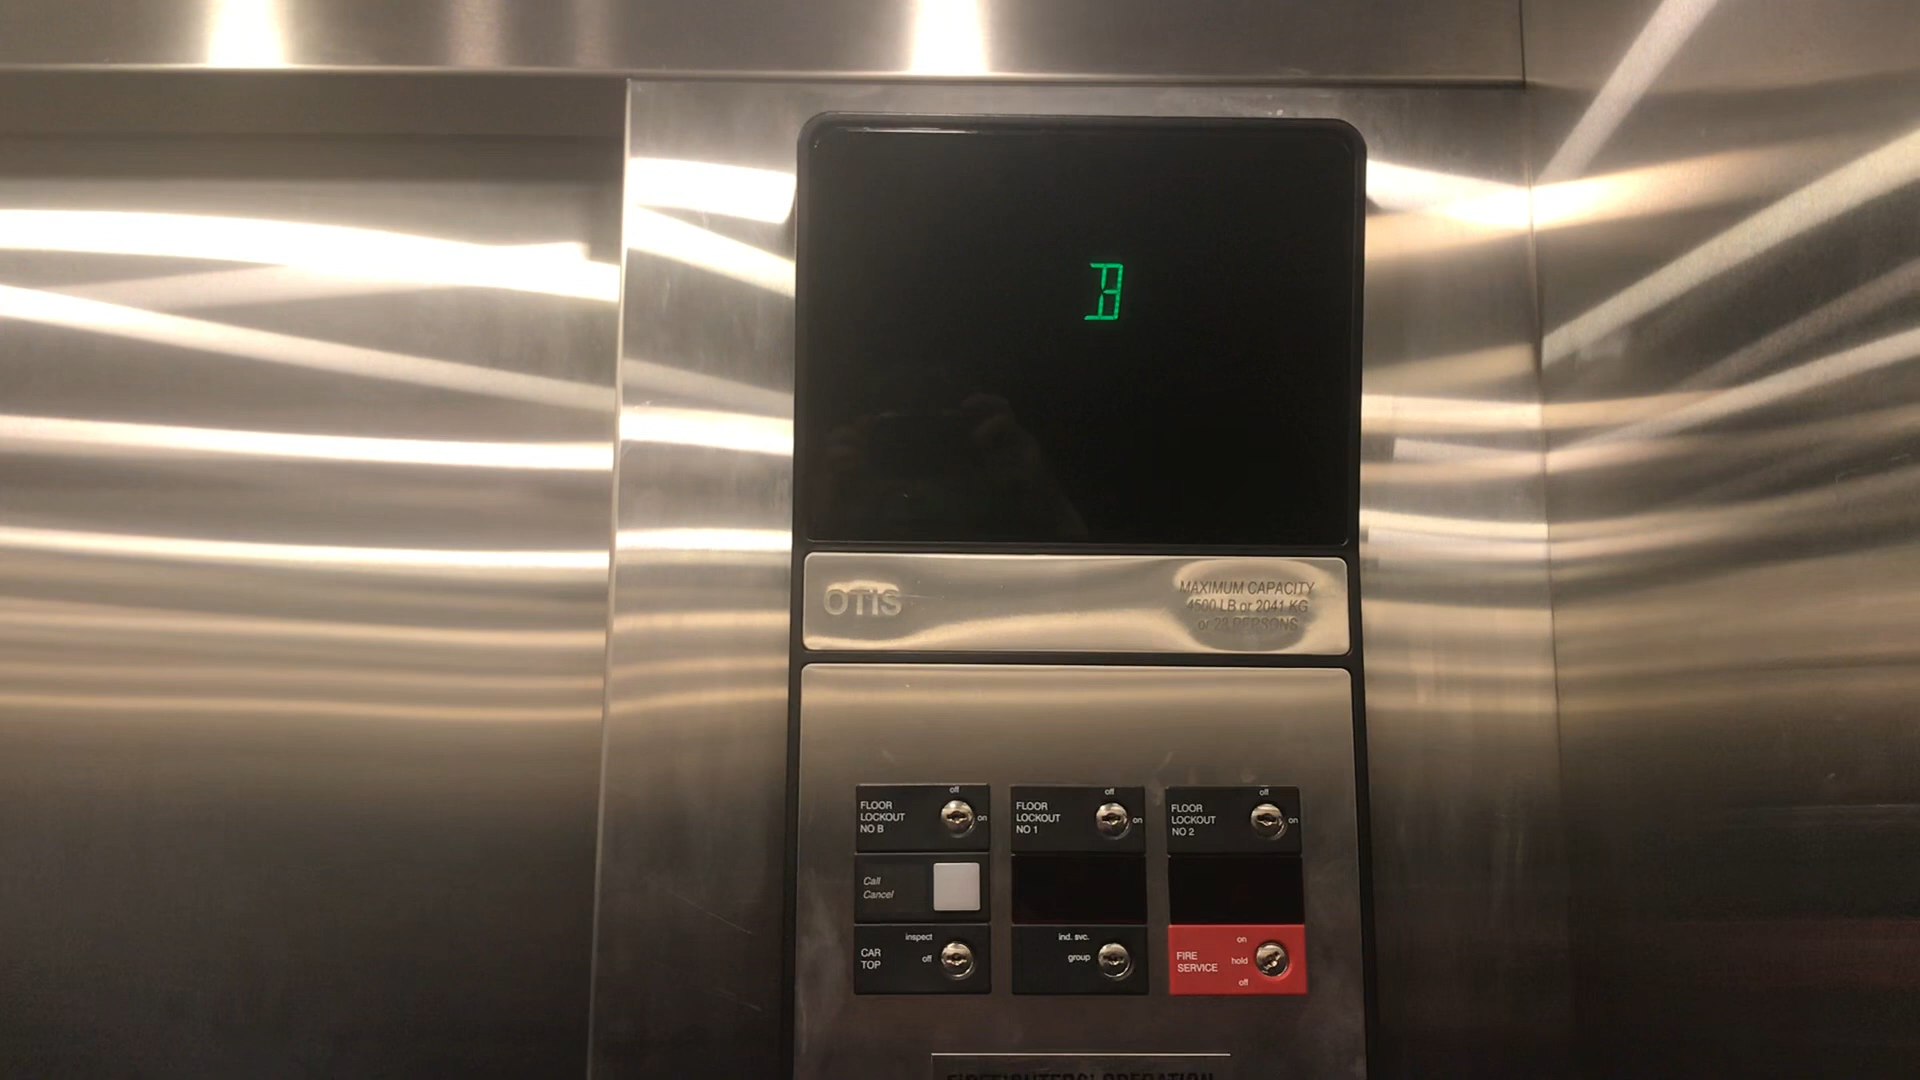 B
OTIS
MAXIMUM CAPACITY
4500 LB or 2041 KG
or 28 PERSONS
off
FLOOR
LOCKOUT
NO B
on
off
FLOOR
LOCKOUT
NO 1
on
off
FLOOR
LOCKOUT
NO 2
on
Call
Cancel
CAR
TOP
inspect
off
ind. svc.
group
FIRE
SERVICE
on
hold
off
FIREFIGHTERS' OPERATION